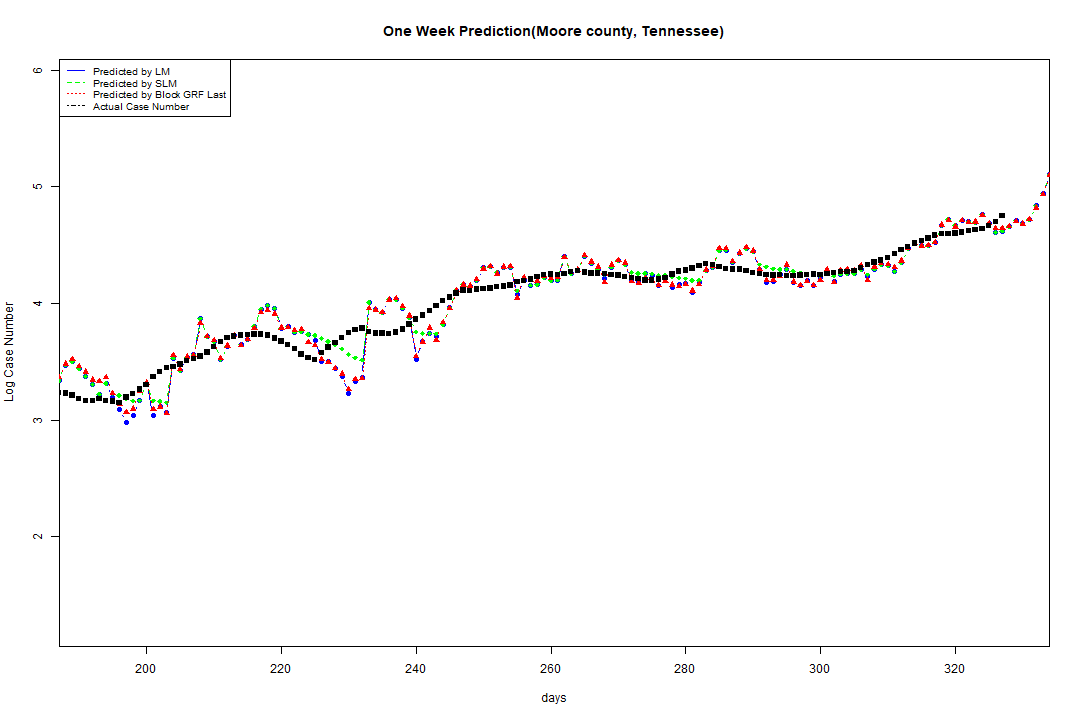 One Week Prediction(Moore county, Tennessee)
Predicted by LM
Predicted by SLM
Predicted by Block GRF Last
Actual Case Number
6
5
4
3
2
Log Case Number
200 220 240 260 280 300 320
days